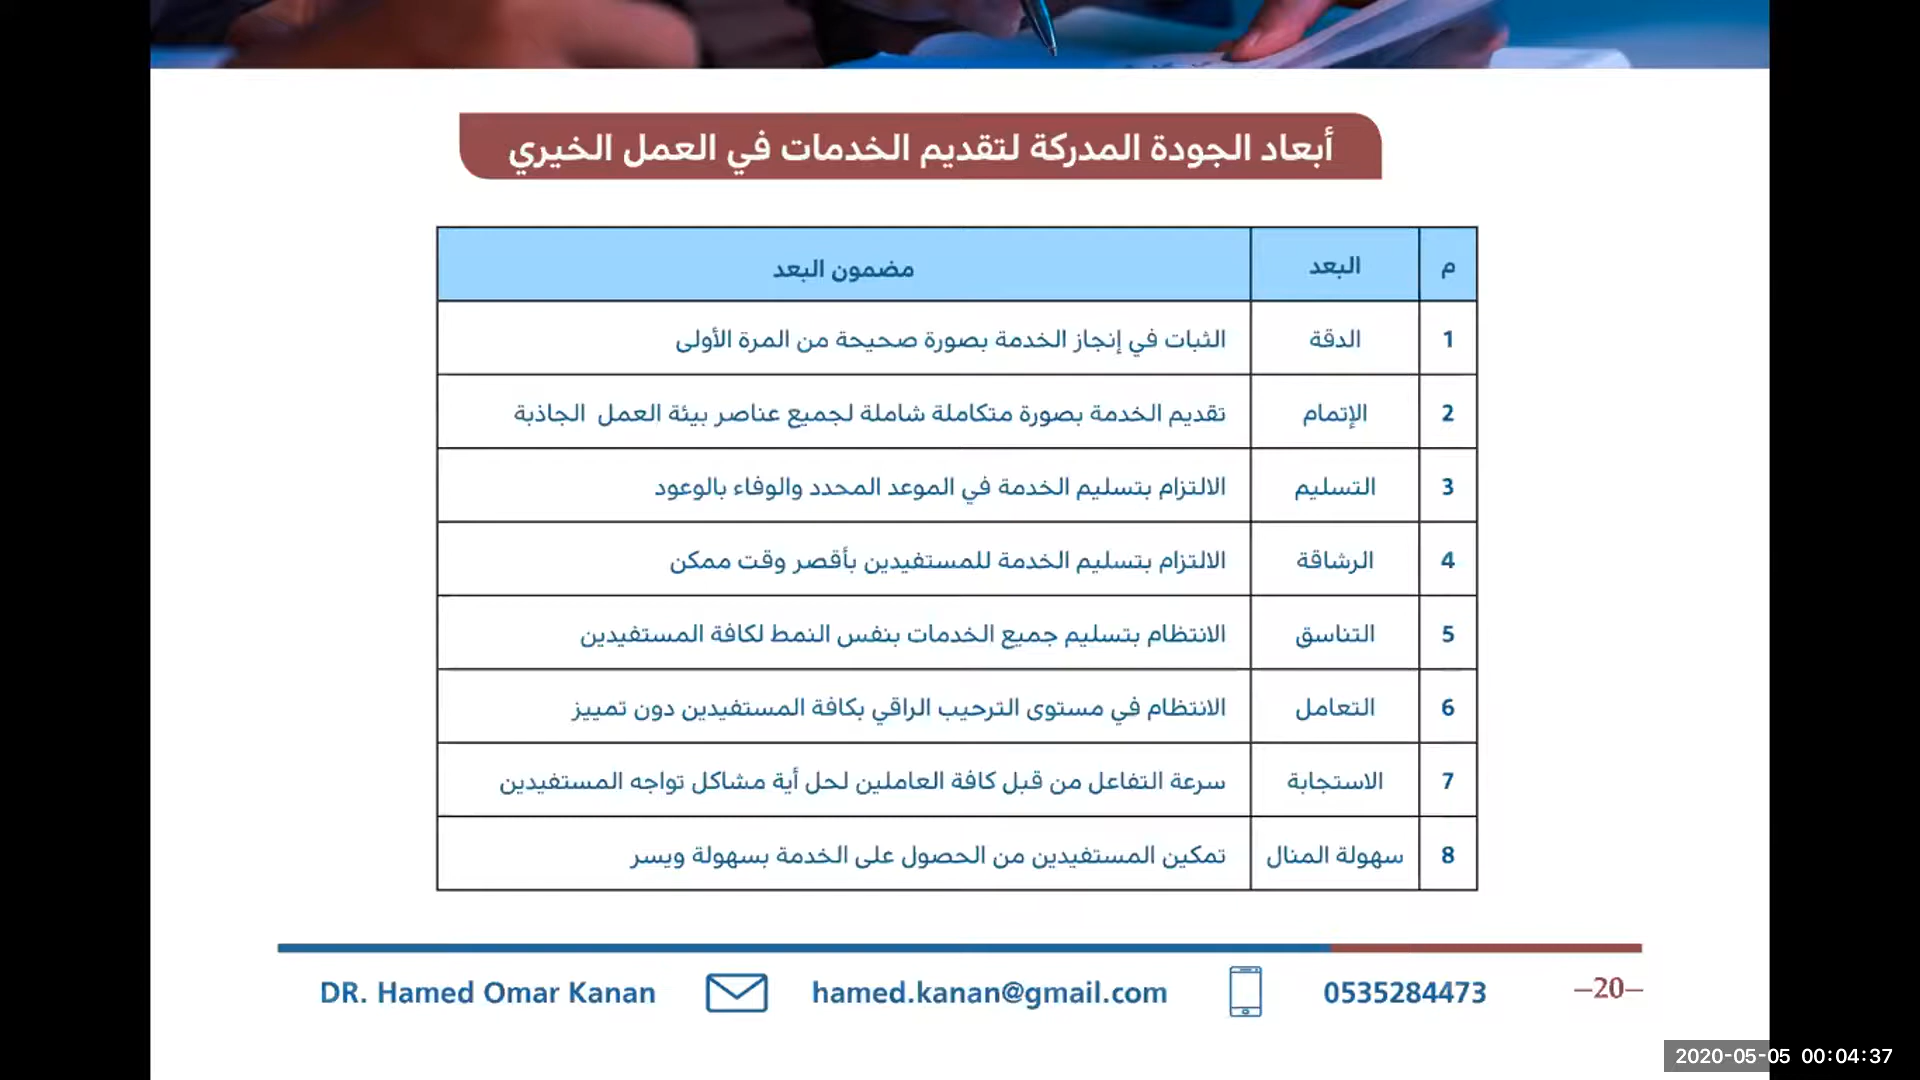 أبعاد الجودة المدركة لتقديم الخدمات في العمل الخيري
م البعد مضمون البعد
1 الدقة الثبات في إنجاز الخدمة بصورة صحيحة من المرة الأولى
2 الإتمام تقديم الخدمة بصورة متكاملة شاملة لجميع عناصر بيئة العمل الجاذبة
3 التسليم الالتزام بتسليم الخدمة في الموعد المحدد والوفاء بالوعود
4 الرشاقة الالتزام بتسليم الخدمة للمستفيدين بأقصر وقت ممكن
5 التناسق الانتظام بتسليم جميع الخدمات بنفس النمط لكافة المستفيدين
6 التعامل الانتظام في مستوى الترحيب الراقي بكافة المستفيدين دون تمييز
7 الاستجابة سرعة التفاعل من قبل كافة العاملين لحل أية مشاكل تواجه المستفيدين
8 سهولة المنال تمكين المستفيدين من الحصول على الخدمة بسهولة ويسر
DR. Hamed Omar Kanan hamed.kanan@gmail.com 0535284473 –20–
2020-05-05 00:04:37